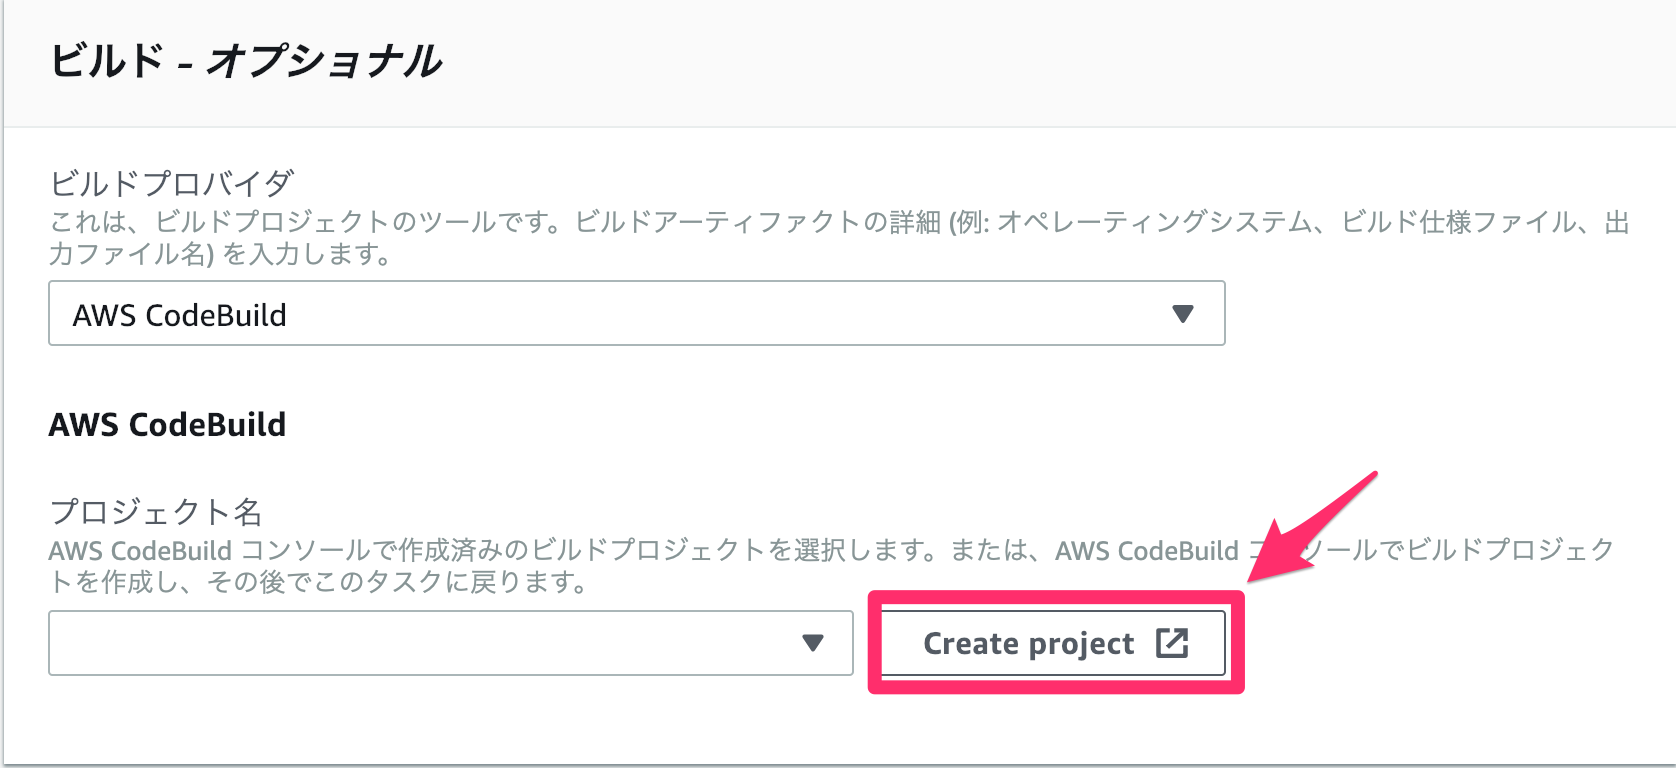 ビルド - オプショナル
ビルドプロバイダ
これは、ビルドプロジェクトのツールです。ビルドアーティファクトの詳細 (例: オペレーティングシステム、ビルド仕様ファイル、出
力ファイル名) を入力します。
AWS CodeBuild
AWS CodeBuild
プロジェクト名
AWS CodeBuild コンソールで作成済みのビルドプロジェクトを選択します。または、AWS CodeBuild コンソールでビルドプロジェク
トを作成し、その後でこのタスクに戻ります。
Create project